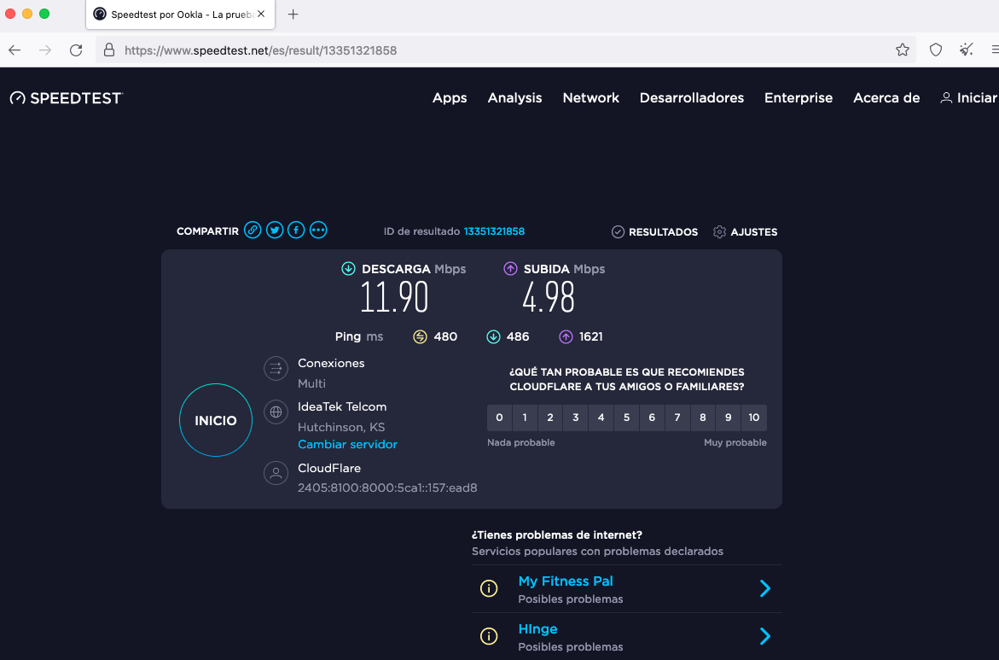 Speedtest por Ookla - La prueba
https://www.speedtest.net/es/result/13351321858
SPEEDTEST
Apps Analysis Network Desarrolladores Enterprise Acerca de Iniciar
COMPARTIR
ID de resultado 13351321858
RESULTADOS
AJUSTES
DESCARGA Mbps
11.90
SUBIDA Mbps
4.98
Ping ms 480 486 1621
Conexiones
Multi
INICIO
IdeaTek Telcom
Hutchinson, KS
Cambiar servidor
CloudFlare
2405:8100:8000:5ca1::157:ead8
¿QUÉ TAN PROBABLE ES QUE RECOMIENDES
CLOUDFLARE A TUS AMIGOS O FAMILIARES?
0 1 2 3 4 5 6 7 8 9 10
Nada probable Muy probable
¿Tienes problemas de internet?
Servicios populares con problemas declarados
My Fitness Pal
Posibles problemas
HInge
Posibles problemas